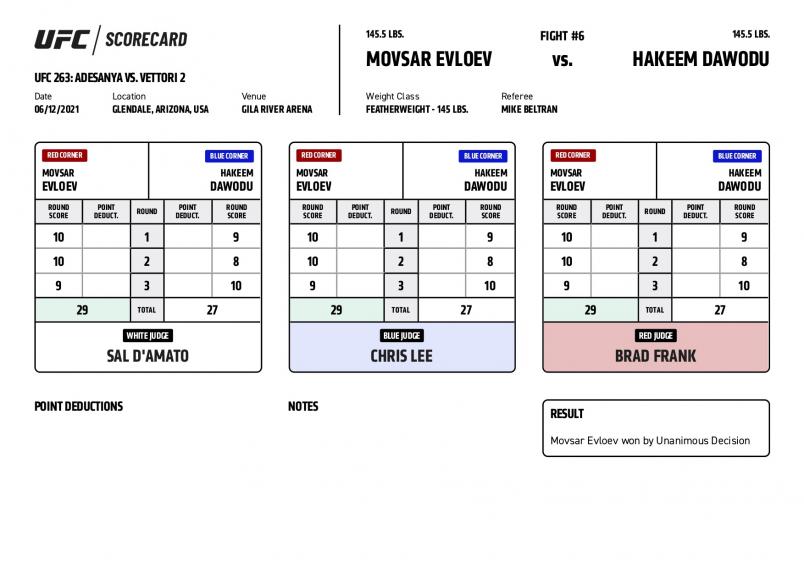 UFC SCORECARD
UFC 263: ADESANYA VS. VETTORI 2
Date Location Venue
06/12/2021 GLENDALE, ARIZONA, USA GILA RIVER ARENA
145.5 LBS. FIGHT #6 145.5 LBS.
MOVSAR EVLOEV VS. HAKEEM DAWODU
Weight Class Referee
FEATHERWEIGHT - 145 LBS. MIKE BELTRAN
RED CORNER BLUE CORNER
MOVSAR HAKEEM
EVLOEV DAWODU
ROUND SCORE POINT DEDUCT. ROUND POINT DEDUCT. ROUND SCORE
10 1 9
10 2 8
9 3 10
29 TOTAL 27
WHITE JUDGE
SAL D'AMATO
RED CORNER BLUE CORNER
MOVSAR HAKEEM
EVLOEV DAWODU
ROUND SCORE POINT DEDUCT. ROUND POINT DEDUCT. ROUND SCORE
10 1 9
10 2 8
9 3 10
29 TOTAL 27
BLUE JUDGE
CHRIS LEE
RED CORNER BLUE CORNER
MOVSAR HAKEEM
EVLOEV DAWODU
ROUND SCORE POINT DEDUCT. ROUND POINT DEDUCT. ROUND SCORE
10 1 9
10 2 8
9 3 10
29 TOTAL 27
RED JUDGE
BRAD FRANK
POINT DEDUCTIONS
NOTES
RESULT
Movsar Evloev won by Unanimous Decision